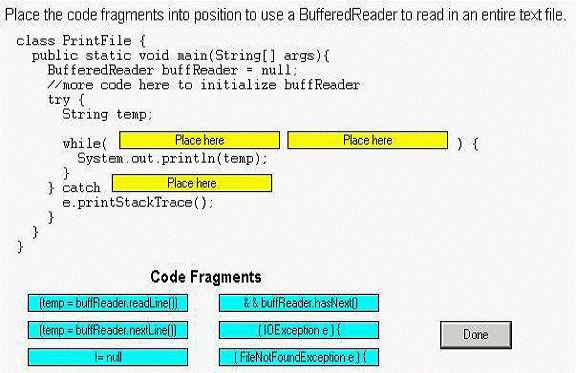 Place the code fragments into position to use a BufferedReader to read in an entire text file.
class PrintFile {
public static void main(String[] args){
BufferedReader buffReader = null;
//more code here to initialize buffReader
try {
String temp;
while( Place here Place here ) {
System.out.println(temp);
}
} catch Place here
e.printStackTrace();
}
}
}
Code Fragments
(temp = buffReader.readLine()) & & buffReader.hasNext()
(temp = buffReader.nextLine()) ( IOException e ) {
!= null ( FileNotFoundException e ) {
Done